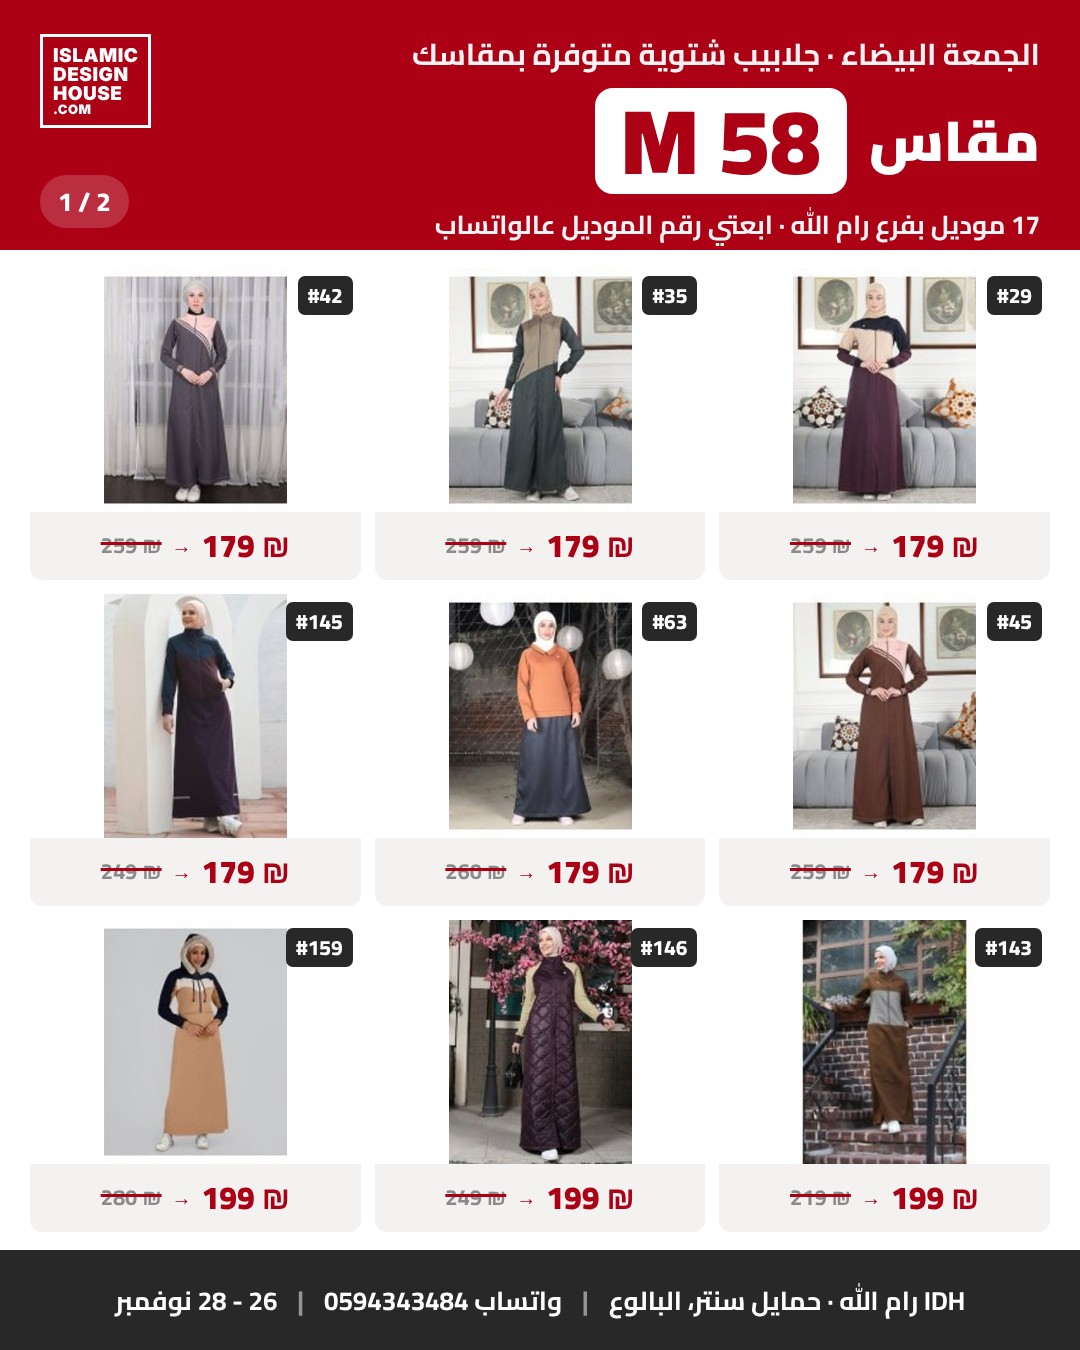 ISLAMIC
DESIGN
HOUSE
.COM
الجمعة البيضاء · جلابيب شتوية متوفرة بمقاسك
مقاس M 58
1 / 2
17 موديل بفرع رام الله · ابعتي رقم الموديل عالواتساب
#29
#35
#42
259 ₪ → 179 ₪
259 ₪ → 179 ₪
259 ₪ → 179 ₪
#45
#63
#145
259 ₪ → 179 ₪
260 ₪ → 179 ₪
249 ₪ → 179 ₪
#143
#146
#159
219 ₪ → 199 ₪
249 ₪ → 199 ₪
280 ₪ → 199 ₪
IDH رام الله · حمايل سنتر، البالوع | واتساب 0594343484 | 26 - 28 نوفمبر